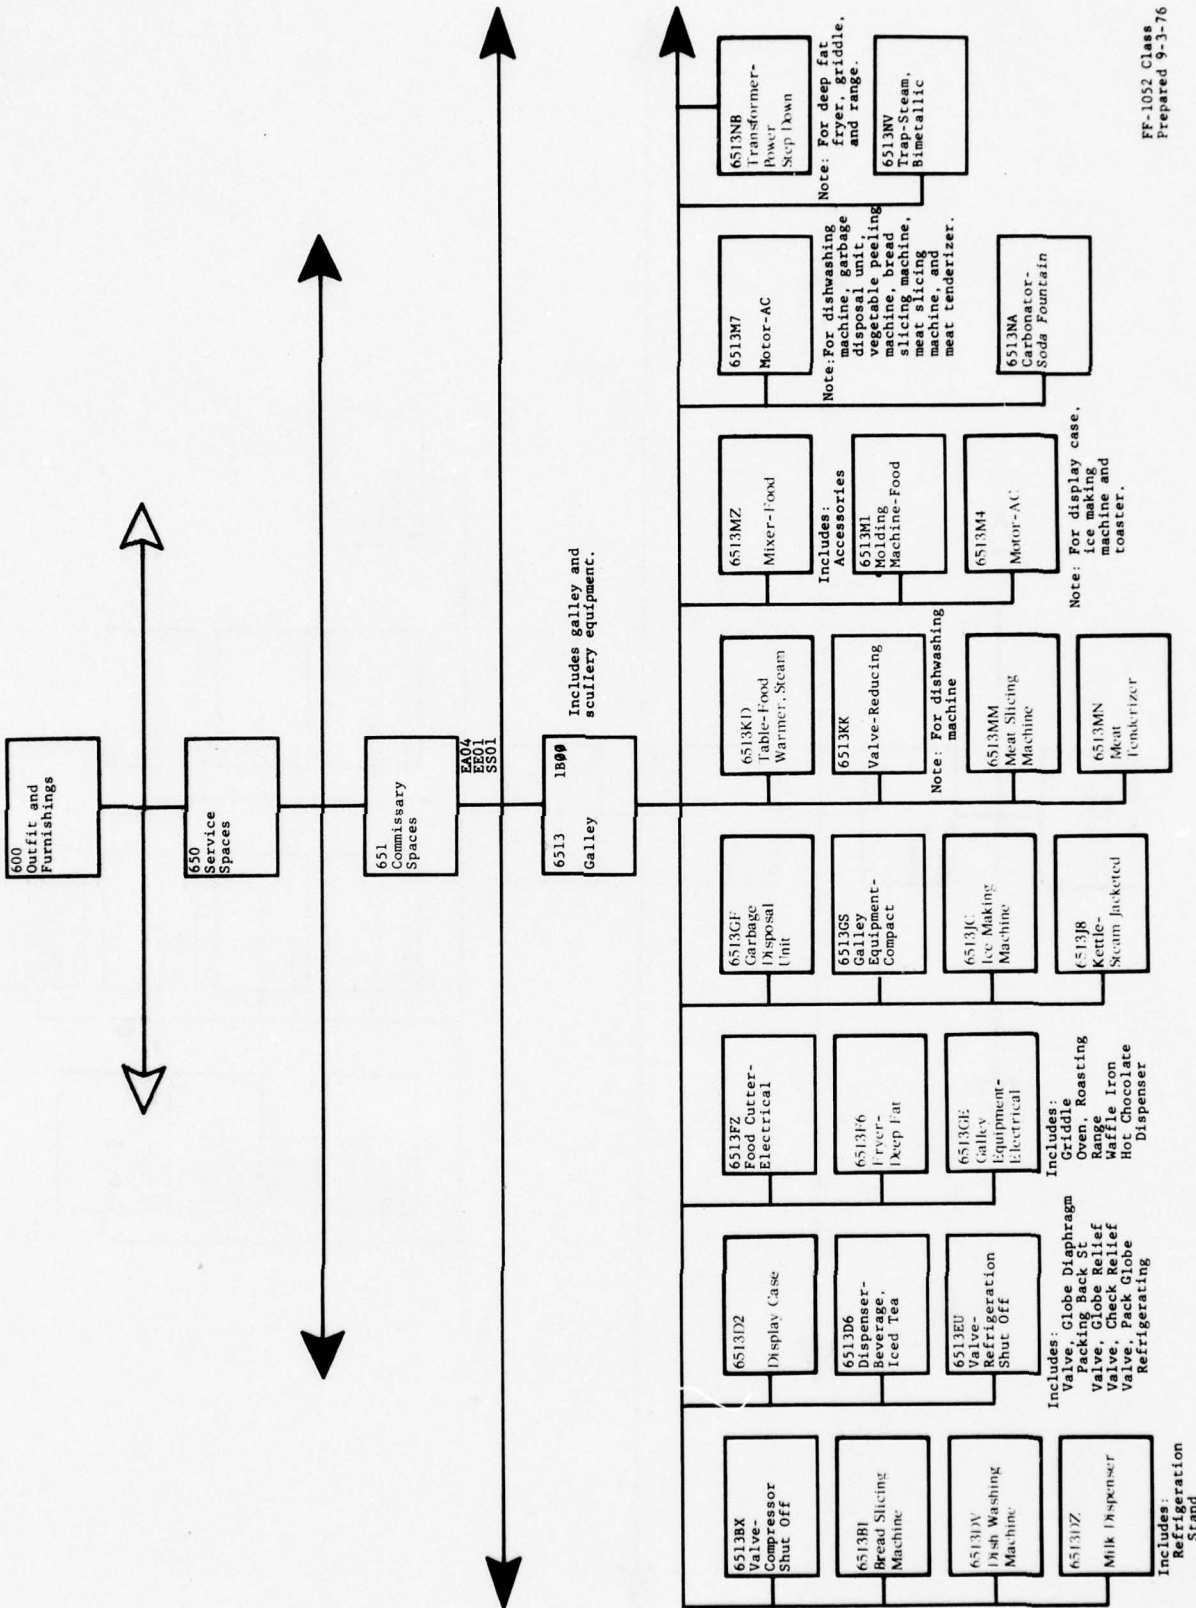 600
Outfit and
Furnishings
650
Service
Spaces
651
Commissary
Spaces
EA04
EE01
SS01
6513 1B00
Galley
Includes galley and
scullery equipment.
6513BX
Valve-
Compressor
Shut Off
6513B1
Bread Slicing
Machine
6513DV
Dish Washing
Machine
6513DZ
Milk Dispenser
Includes:
Refrigeration
Stand
6513D2
Display Case
6513D6
Dispenser-
Beverage,
Iced Tea
6513EU
Valve-
Refrigeration
Shut Off
Includes:
Valve, Globe Diaphragm
Packing Back St
Valve, Globe Relief
Valve, Check Relief
Valve, Pack Globe
Refrigerating
6513FZ
Food Cutter-
Electrical
6513F6
Fryer-
Deep Fat
6513GE
Galley
Equipment-
Electrical
Includes:
Griddle
Oven, Roasting
Range
Waffle Iron
Hot Chocolate
Dispenser
6513GF
Garbage
Disposal
Unit
6513GS
Galley
Equipment-
Compact
6513JC
Ice Making
Machine
6513J8
Kettle-
Steam Jacketed
6513KD
Table-Food
Warmer, Steam
6513KK
Valve-Reducing
Note: For dishwashing
machine
6513MM
Meat Slicing
Machine
6513MN
Meat
Tenderizer
6513MZ
Mixer-Food
Includes:
Accessories
6513M1
Molding
Machine-Food
6513M4
Motor-AC
Note: For display case,
ice making
machine and
toaster.
6513M7
Motor-AC
Note:For dishwashing
machine, garbage
disposal unit,
vegetable peeling
machine, bread
slicing machine,
meat slicing
machine, and
meat tenderizer.
6513NA
Carbonator-
Soda Fountain
6513NB
Transformer-
Power
Step Down
Note: For deep fat
fryer, griddle,
and range.
6513NV
Trap-Steam,
Bimetallic
FF-1052 Class
Prepared 9-3-76